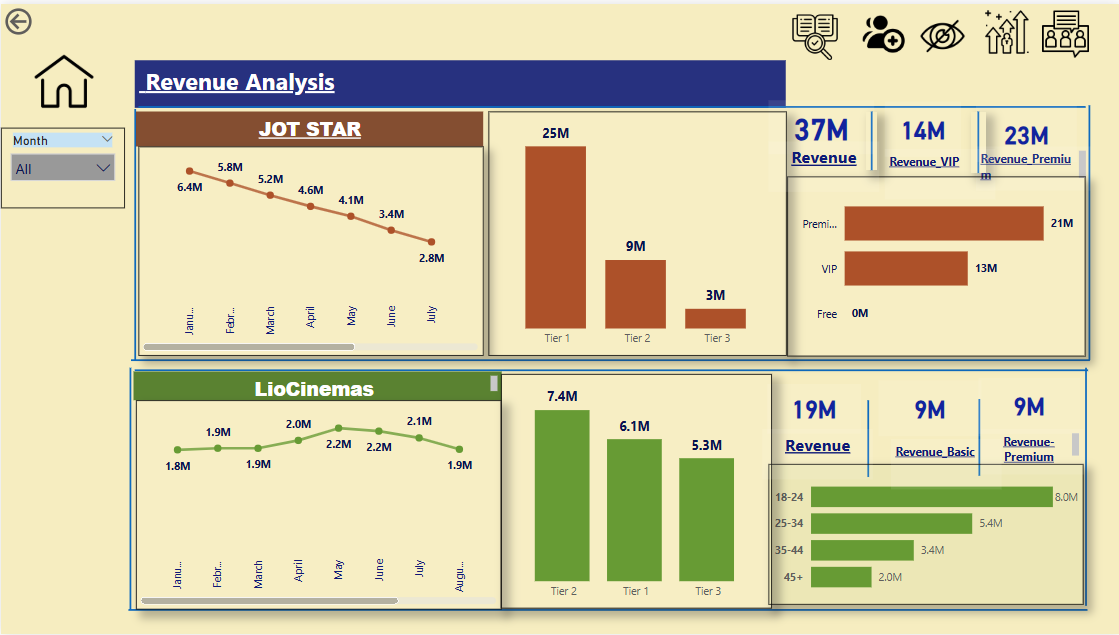 Revenue Analysis
Month
All
JOT STAR
6.4M
5.8M
5.2M
4.6M
4.1M
3.4M
2.8M
Janu...
Febr...
March
April
May
June
July
25M
9M
3M
Tier 1
Tier 2
Tier 3
37M
Revenue
14M
Revenue_VIP
23M
Revenue_Premiu
m
Premi...
21M
VIP
13M
Free
0M
LioCinemas
1.8M
1.9M
1.9M
2.0M
2.2M
2.2M
2.1M
1.9M
Janu...
Febr...
March
April
May
June
July
Augu...
7.4M
6.1M
5.3M
Tier 2
Tier 1
Tier 3
19M
Revenue
9M
Revenue_Basic
9M
Revenue-
Premium
18-24
8.0M
25-34
5.4M
35-44
3.4M
45+
2.0M